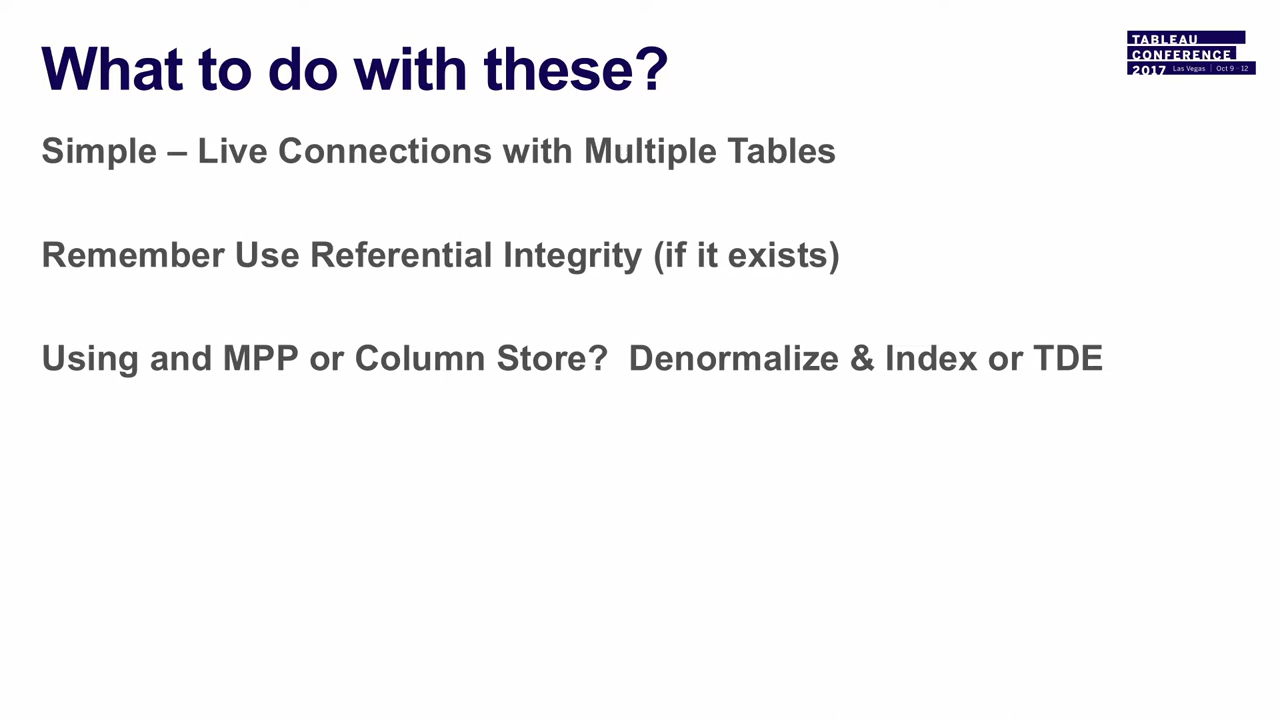 What to do with these?
TABLEAU
CONFERENCE
2017 Las Vegas | Oct 9 - 12
Simple – Live Connections with Multiple Tables
Remember Use Referential Integrity (if it exists)
Using and MPP or Column Store?  Denormalize & Index or TDE